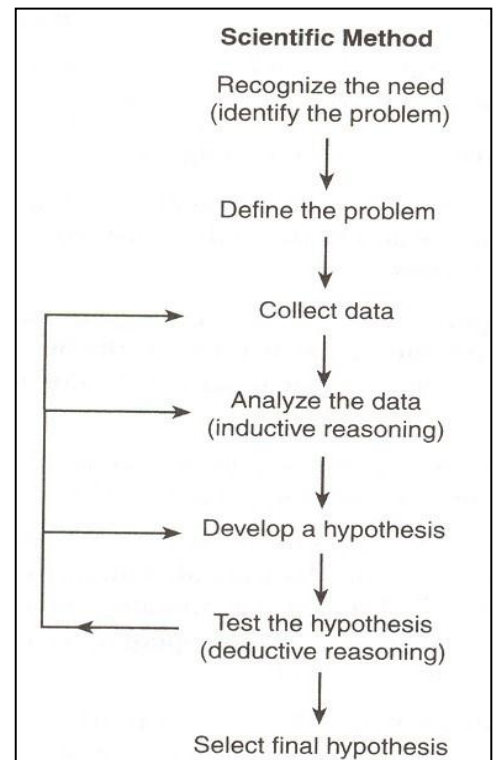 Scientific Method
Recognize the need
(identify the problem)
Define the problem
Collect data
Analyze the data
(inductive reasoning)
Develop a hypothesis
Test the hypothesis
(deductive reasoning)
Select final hypothesis